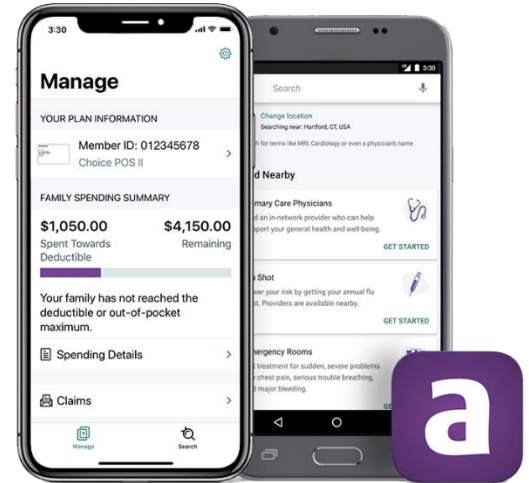 3:30
Manage
YOUR PLAN INFORMATION
Member ID: 012345678
Choice POS II
FAMILY SPENDING SUMMARY
$1,050.00 $4,150.00
Spent Towards Remaining
Deductible
Your family has not reached the
deductible or out-of-pocket
maximum.
Spending Details
Claims
Manage Search
3:30
Search
Change location
Searching near: Hartford, CT, USA
for terms like MRI, Cardiology or even a physician's name
Nearby
Care Physicians
an in-network provider who can help
your general health and well-being.
GET STARTED
Shot
your risk by getting your annual flu
Providers are available nearby.
GET STARTED
Rooms
treatment for sudden, severe problems
chest pain, serious trouble breathing,
major bleeding.
a